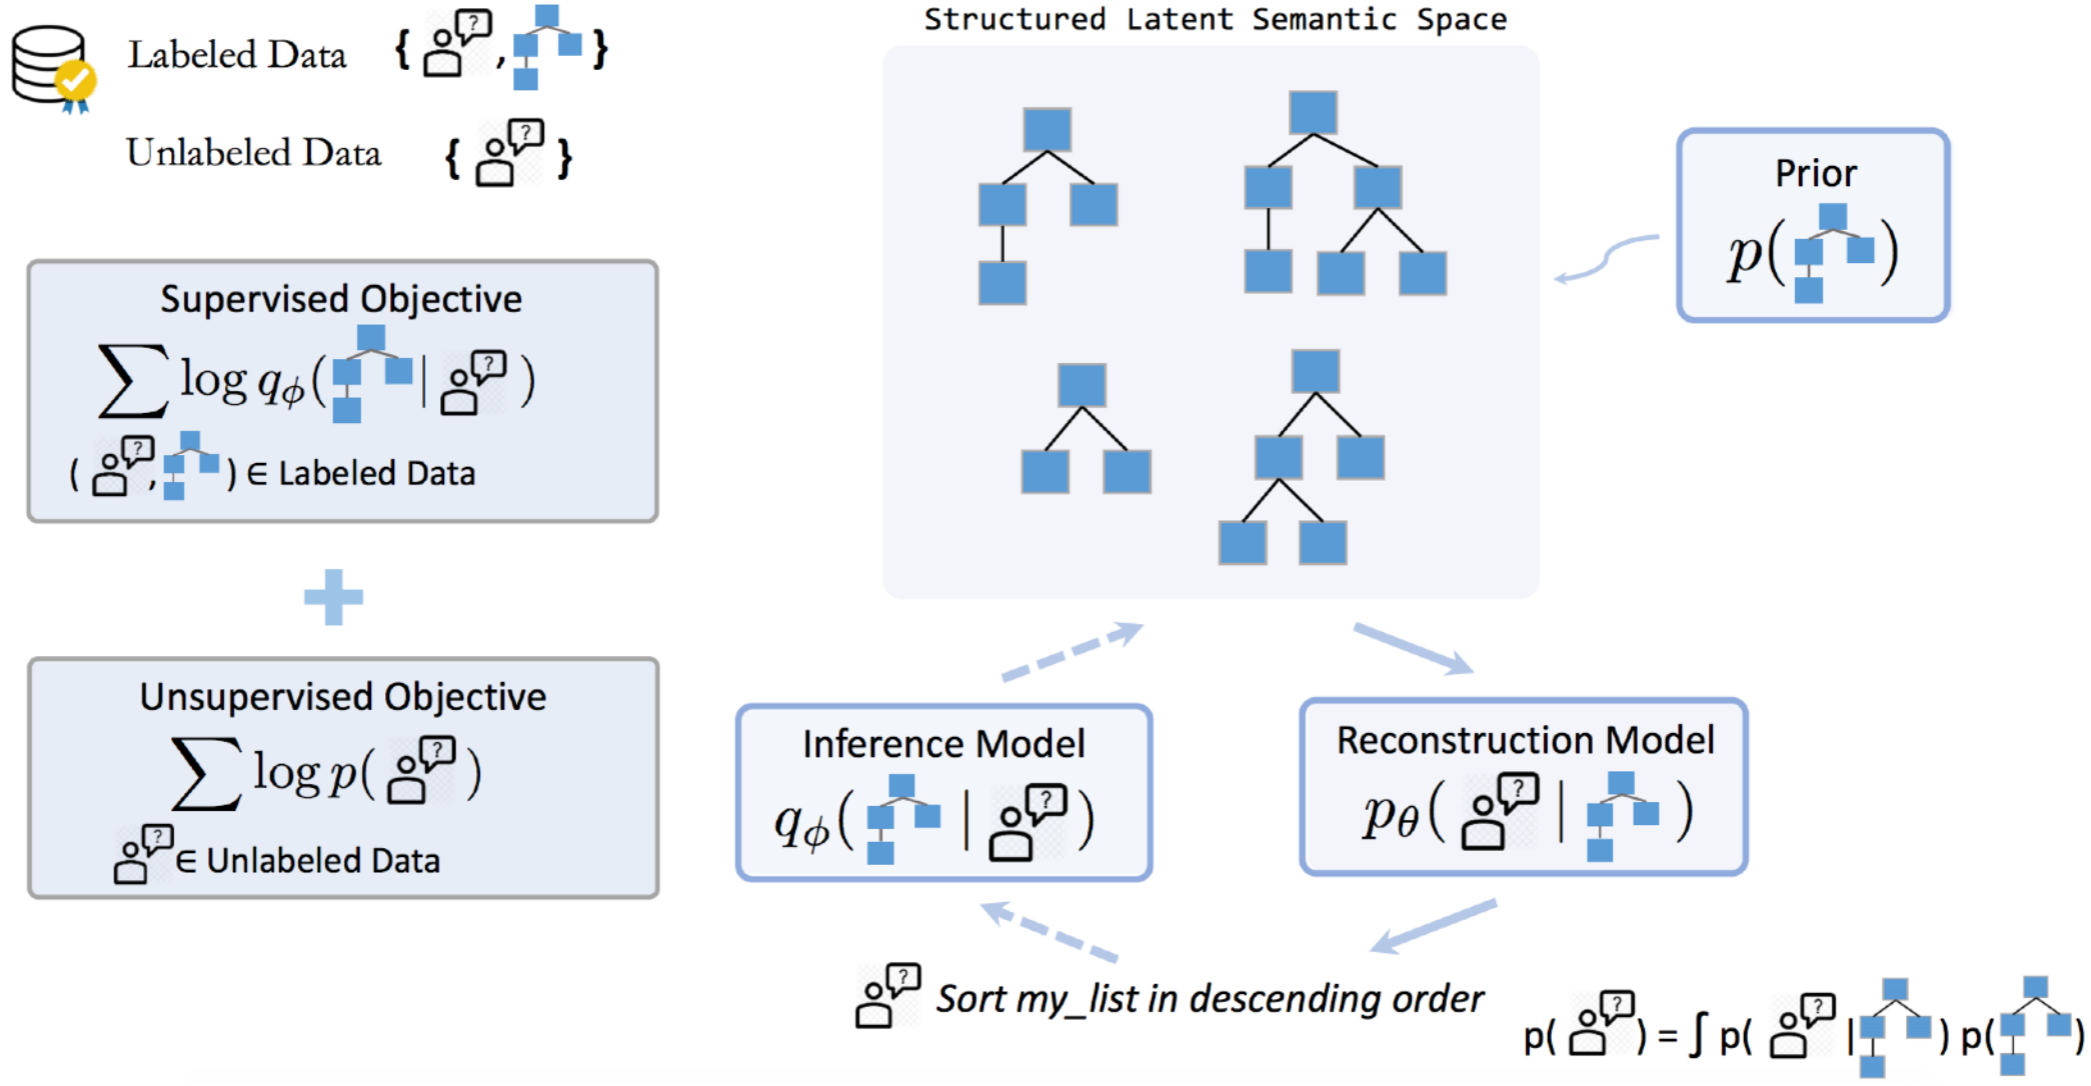 Structured Latent Semantic Space
Labeled Data { , }
Unlabeled Data { }
Prior
p( )
Supervised Objective
∑ log qϕ( | )
( , ) ∈ Labeled Data
Unsupervised Objective
∑ log p( )
∈ Unlabeled Data
Inference Model
qϕ( | )
Reconstruction Model
pθ( | )
Sort my_list in descending order
p( ) = ∫ p( | ) p( )
?